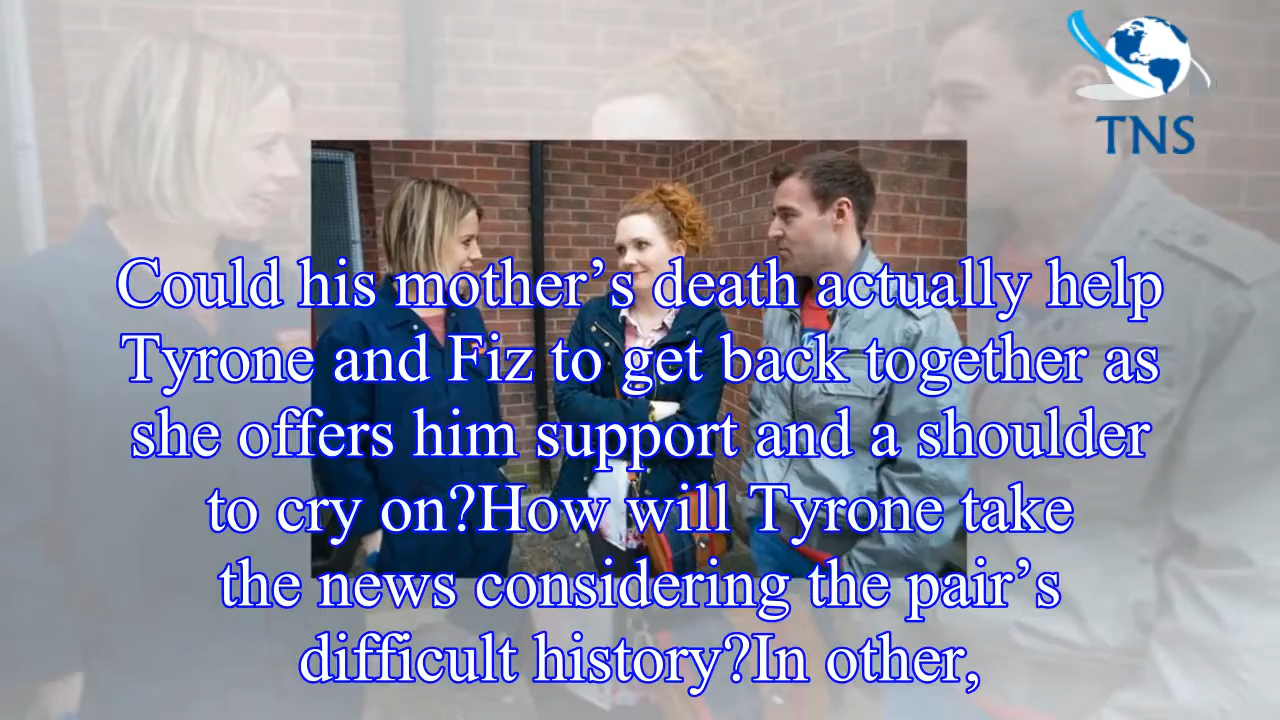 TNS
Could his mother’s death actually help
Tyrone and Fiz to get back together as
she offers him support and a shoulder
to cry on?How will Tyrone take
the news considering the pair’s
difficult history?In other,